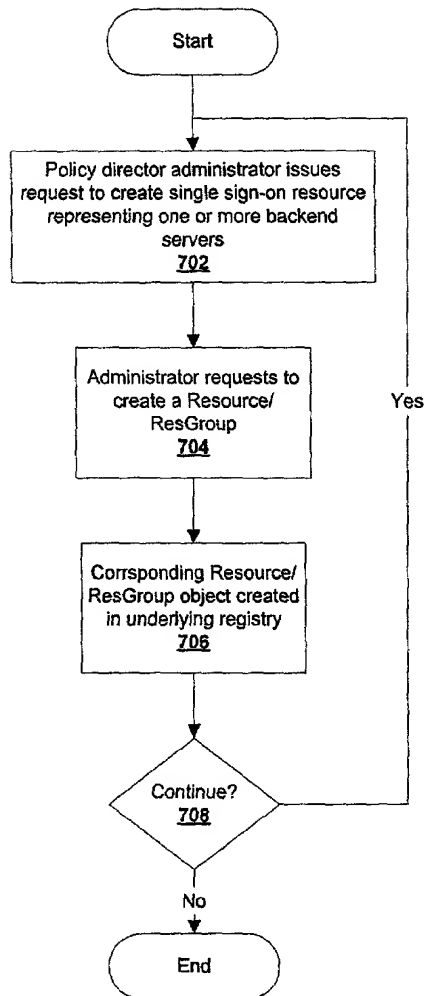 Start
Policy director administrator issues
request to create single sign-on resource
representing one or more backend
servers
702
Administrator requests to
create a Resource/
ResGroup
704
Yes
Corrsponding Resource/
ResGroup object created
in underlying registry
706
Continue?
708
No
End